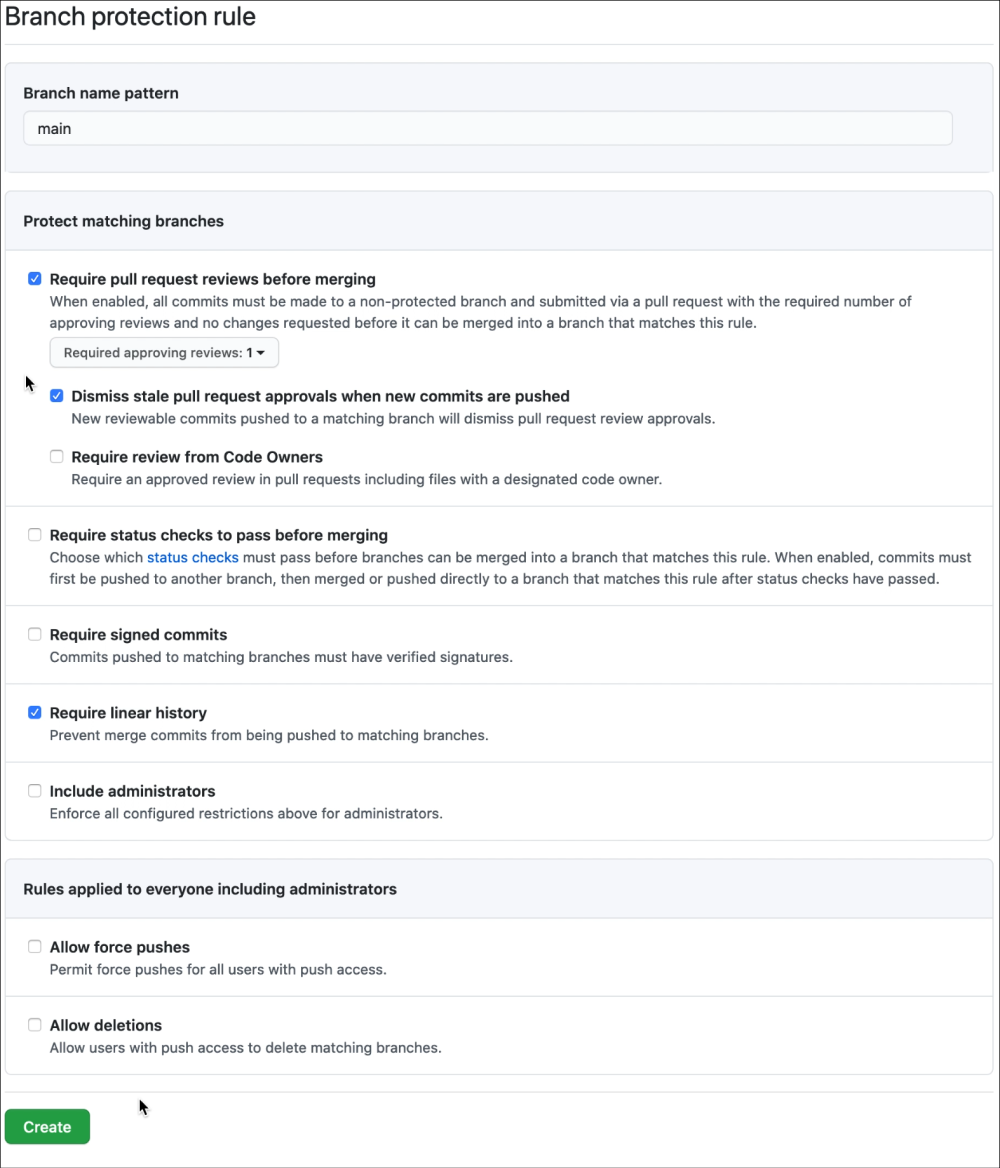 Branch protection rule
Branch name pattern
main
Protect matching branches
Require pull request reviews before merging
When enabled, all commits must be made to a non-protected branch and submitted via a pull request with the required number of
approving reviews and no changes requested before it can be merged into a branch that matches this rule.
Required approving reviews: 1
Dismiss stale pull request approvals when new commits are pushed
New reviewable commits pushed to a matching branch will dismiss pull request review approvals.
Require review from Code Owners
Require an approved review in pull requests including files with a designated code owner.
Require status checks to pass before merging
Choose which status checks must pass before branches can be merged into a branch that matches this rule. When enabled, commits must
first be pushed to another branch, then merged or pushed directly to a branch that matches this rule after status checks have passed.
Require signed commits
Commits pushed to matching branches must have verified signatures.
Require linear history
Prevent merge commits from being pushed to matching branches.
Include administrators
Enforce all configured restrictions above for administrators.
Rules applied to everyone including administrators
Allow force pushes
Permit force pushes for all users with push access.
Allow deletions
Allow users with push access to delete matching branches.
Create